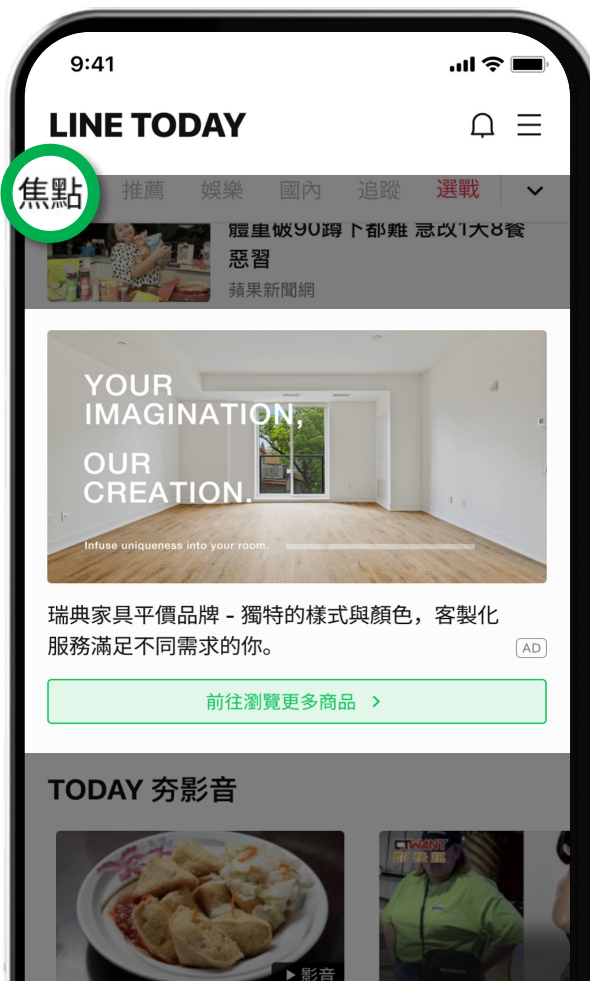 9:41
LINE TODAY
焦點 推薦 娛樂 國內 追蹤 選戰
體重破90蹲下都難 急改1天8餐
惡習
蘋果新聞網
YOUR
IMAGINATION,
OUR
CREATION.
Infuse uniqueness into your room.
瑞典家具平價品牌 - 獨特的樣式與顏色，客製化
服務滿足不同需求的你。
AD
前往瀏覽更多商品 >
TODAY 夯影音
CTWANT
影音